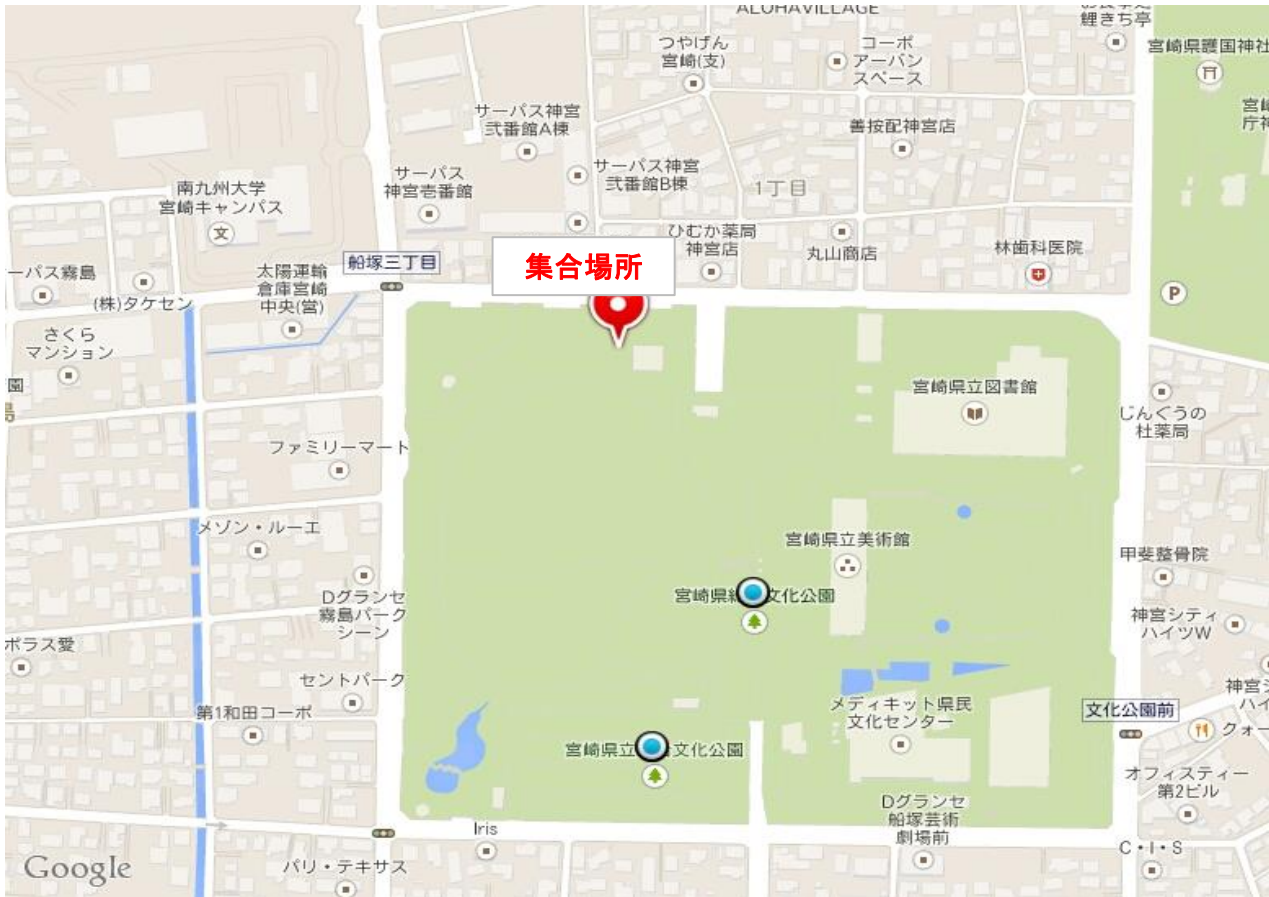 ALOHAVILLAGE
鯉きち亭
つやげん
宮崎(支)
コーポ
アーバン
スペース
宮崎県護国神社
サーパス神宮
弐番館A棟
善按配神宮店
サーパス
神宮壱番館
サーパス神宮
弐番館B棟
1丁目
南九州大学
宮崎キャンパス
文
ひむか薬局
神宮店
丸山商店
林歯科医院
船塚三丁目
集合場所
ーパス霧島
太陽運輸
倉庫宮崎
中央(営)
(株)タケセン
P
さくら
マンション
園
宮崎県立図書館
じんぐうの
杜薬局
ファミリーマート
メゾン・ルーエ
宮崎県立美術館
甲斐整骨院
Dグランセ
霧島パーク
シーン
宮崎県
文化公園
神宮シティ
ハイツW
ポラス愛
セントパーク
第1和田コーポ
メディキット県民
文化センター
文化公園前
神宮シ
ハイ
クォー
宮崎県立
文化公園
オフィスティー
第2ビル
Dグランセ
船塚芸術
劇場前
Iris
C・I・S
パリ・テキサス
Google